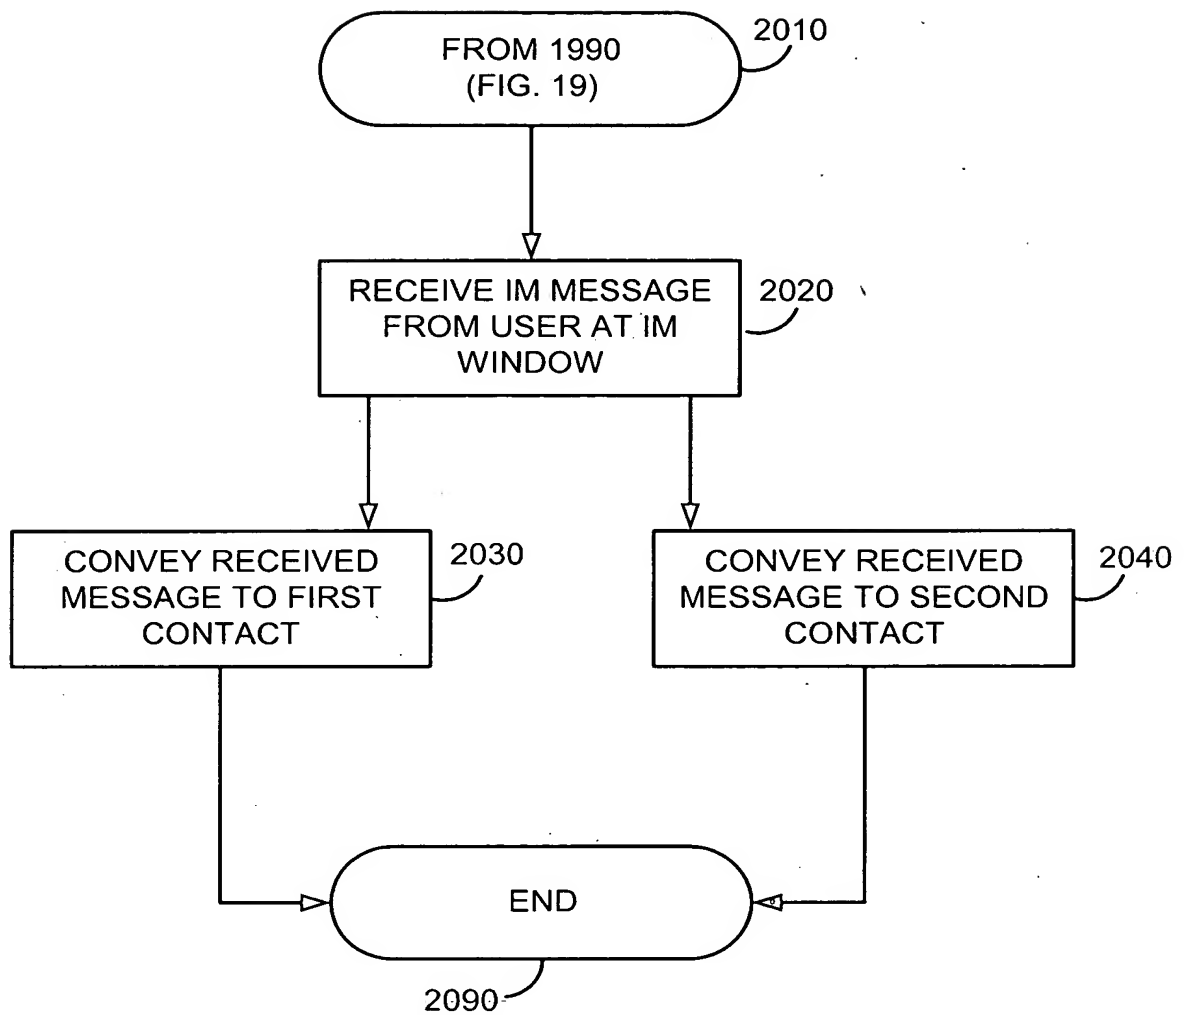 FROM 1990
(FIG. 19)
2010
RECEIVE IM MESSAGE
FROM USER AT IM
WINDOW
2020
CONVEY RECEIVED
MESSAGE TO FIRST
CONTACT
2030
CONVEY RECEIVED
MESSAGE TO SECOND
CONTACT
2040
END
2090